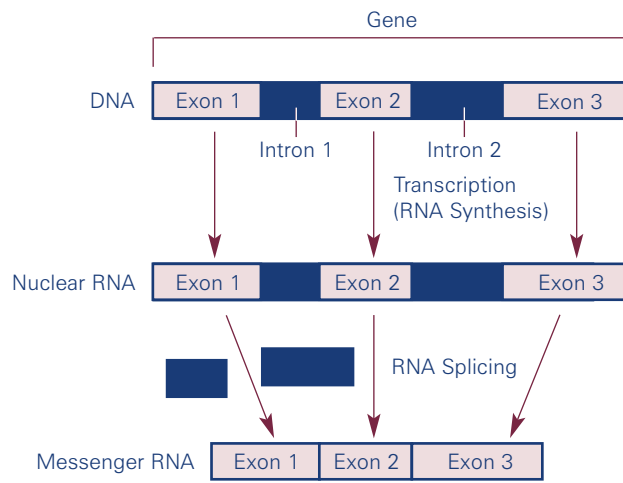 Gene
DNA
Exon 1
Exon 2
Exon 3
Intron 1
Intron 2
Transcription
(RNA Synthesis)
Nuclear RNA
Exon 1
Exon 2
Exon 3
RNA Splicing
Messenger RNA
Exon 1
Exon 2
Exon 3